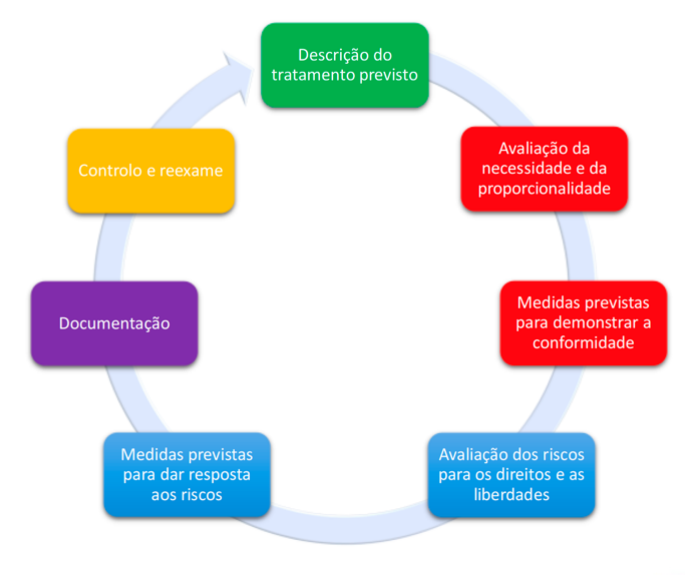 Descrição do
tratamento previsto
Avaliação da
necessidade e da
proporcionalidade
Medidas previstas
para demonstrar a
conformidade
Avaliação dos riscos
para os direitos e as
liberdades
Medidas previstas
para dar resposta
aos riscos
Documentação
Controlo e reexame